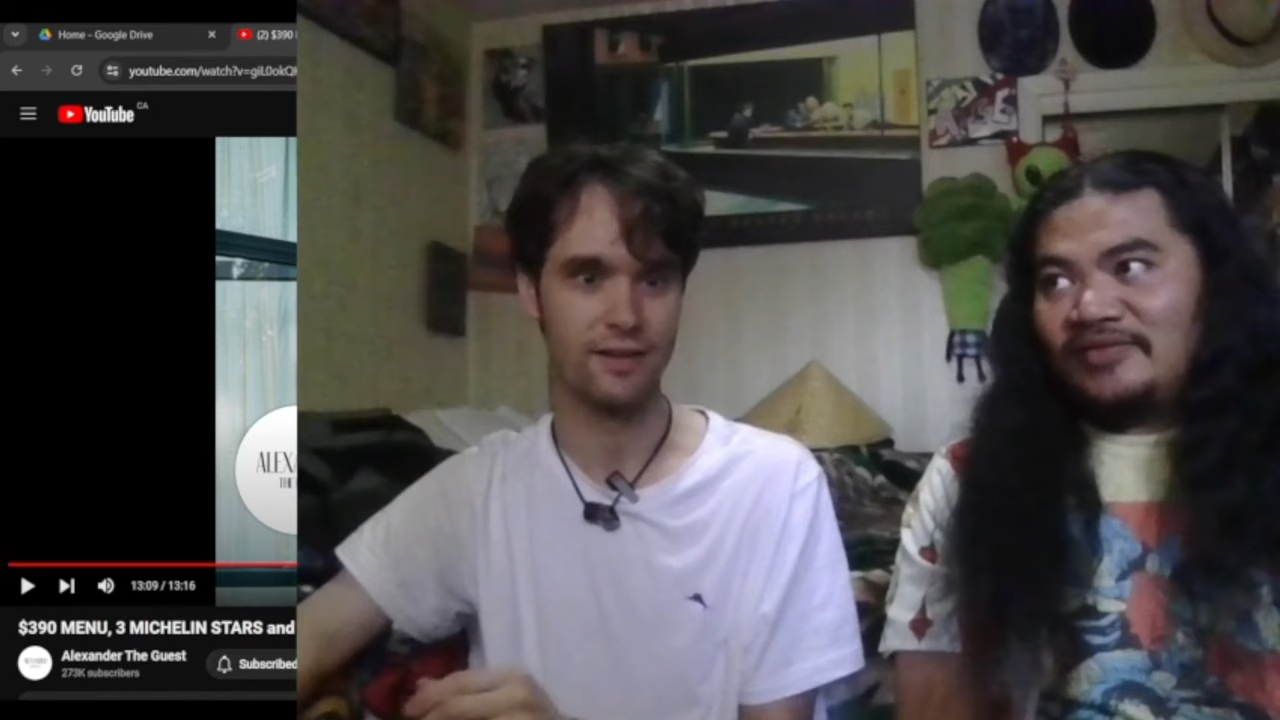 Home - Google Drive
(2) $390
youtube.com/watch?v=giL0okQ
YouTube CA
ALEX
THE
13:09 / 13:16
$390 MENU, 3 MICHELIN STARS and
Alexander The Guest
273K subscribers
Subscribed